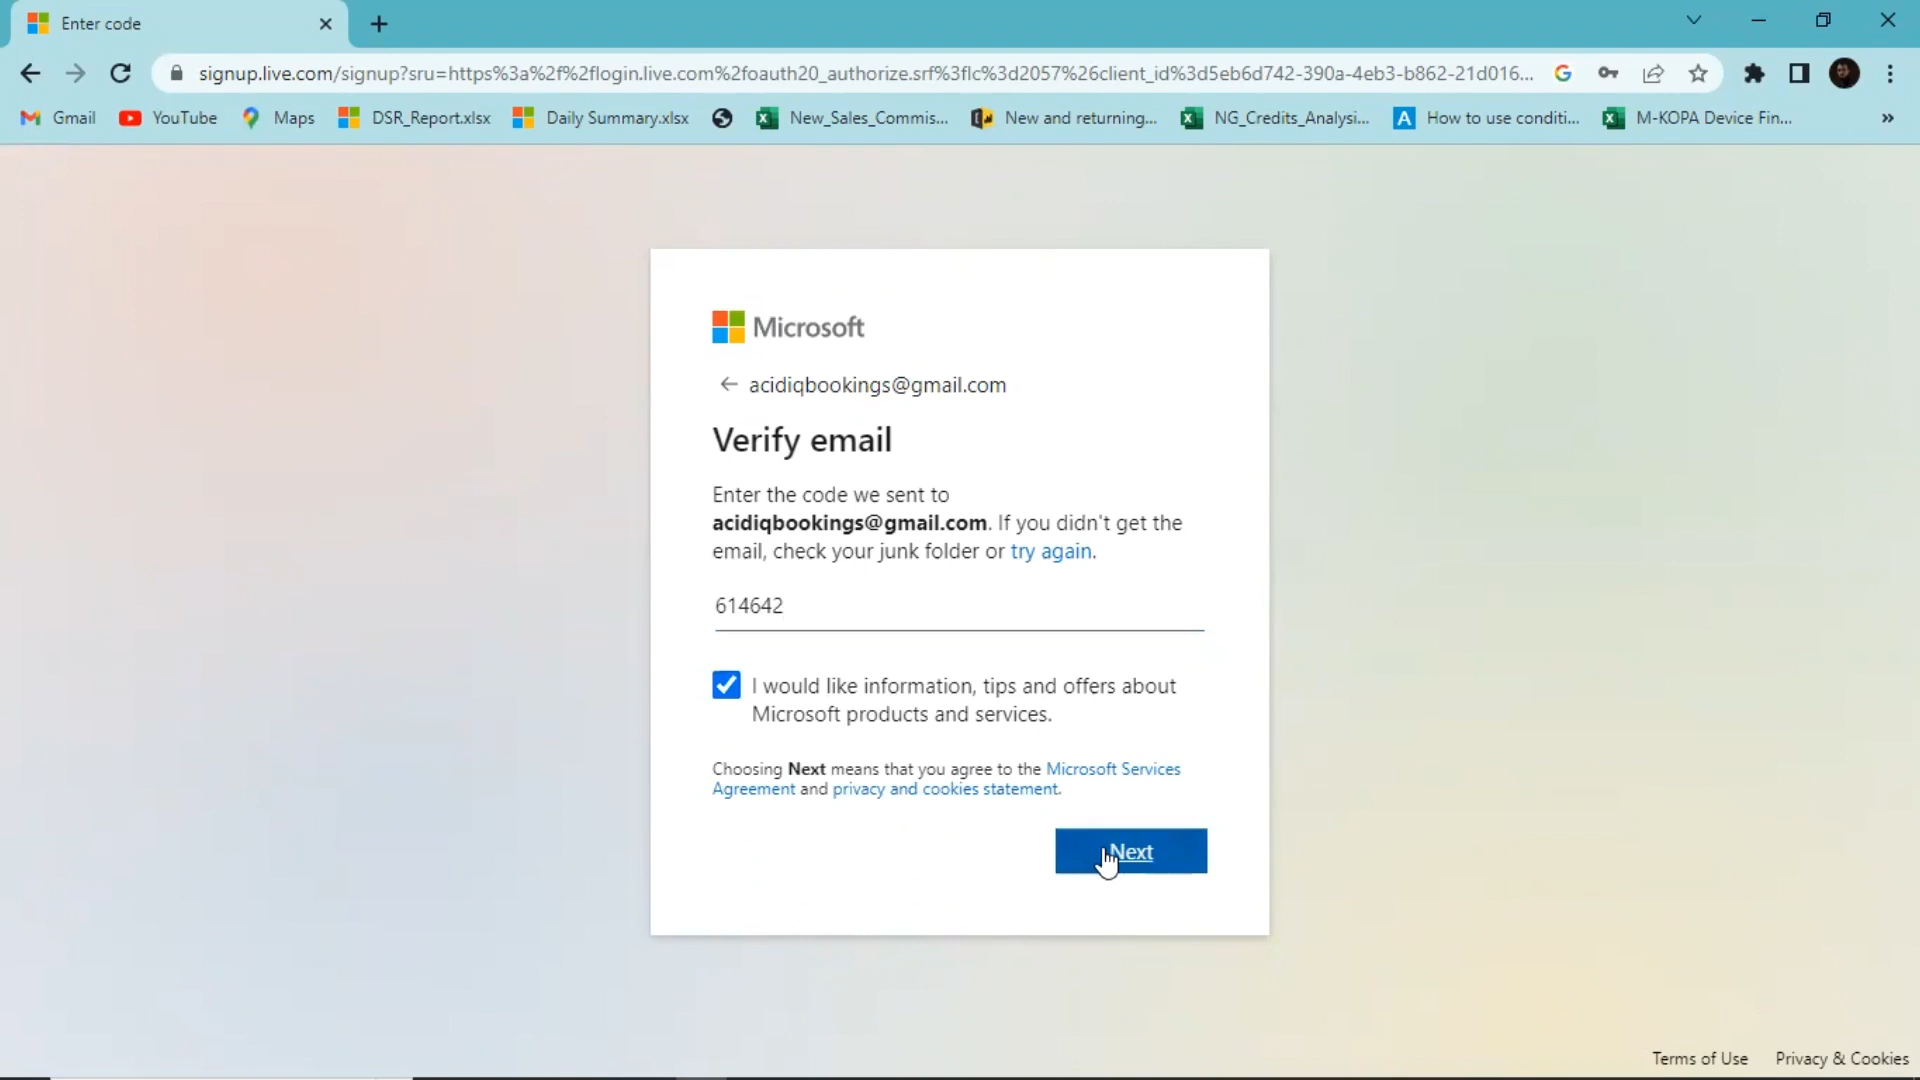 Enter code
signup.live.com/signup?sru=https%3a%2f%2flogin.live.com%2foauth20_authorize.srf%3flc%3d2057%26client_id%3d5eb6d742-390a-4eb3-b862-21d016...
Gmail YouTube Maps DSR_Report.xlsx Daily Summary.xlsx New_Sales_Commis... New and returning... NG_Credits_Analysi... How to use conditi... M-KOPA Device Fin... »
Microsoft
acidiqbookings@gmail.com
Verify email
Enter the code we sent to
acidiqbookings@gmail.com. If you didn't get the
email, check your junk folder or try again.
614642
I would like information, tips and offers about
Microsoft products and services.
Choosing Next means that you agree to the Microsoft Services
Agreement and privacy and cookies statement.
Next
Terms of Use Privacy & Cookies